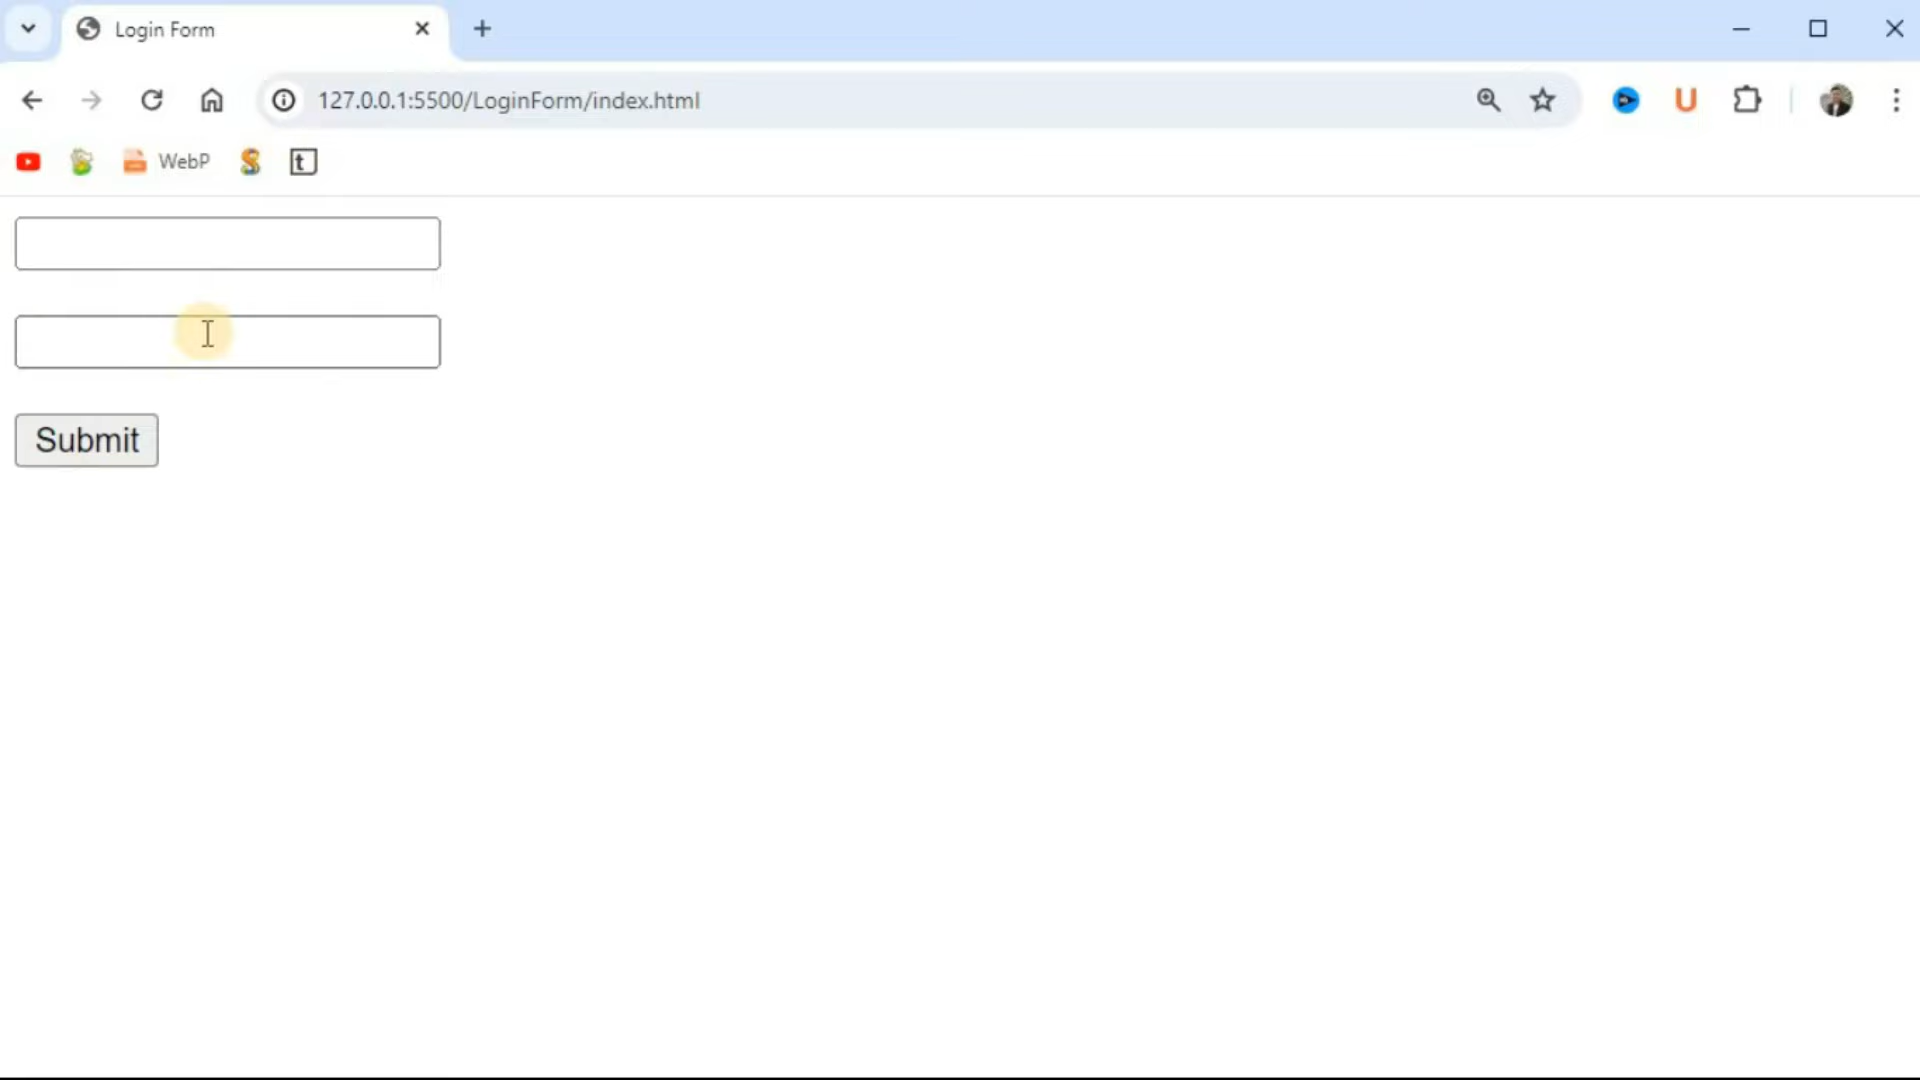 Login Form
127.0.0.1:5500/LoginForm/index.html
U
WebP
S
t
Submit